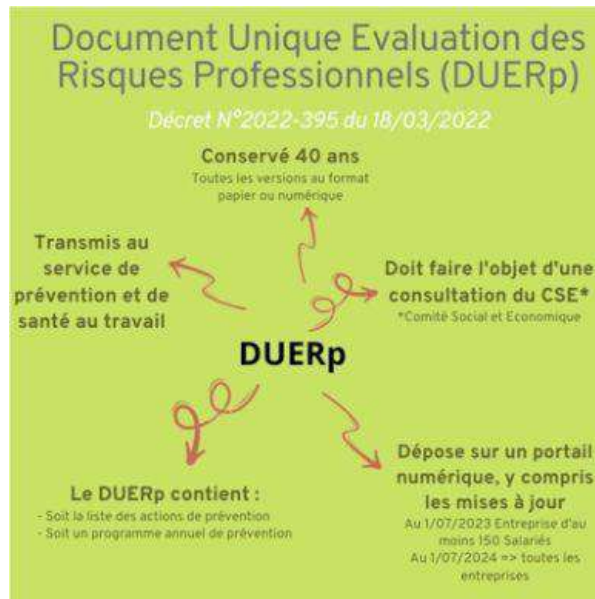 Document Unique Evaluation des
Risques Professionnels (DUERp)
Décret N°2022-395 du 18/03/2022
Conservé 40 ans
Toutes les versions au format
papier ou numérique
Transmis au
service de
prévention et de
santé au travail
Doit faire l'objet d'une
consultation du CSE*
*Comité Social et Economique
DUERp
Le DUERp contient :
- Soit la liste des actions de prévention
- Soit un programme annuel de prévention
Dépose sur un portail
numérique, y compris
les mises à jour
Au 1/07/2023 Entreprise d'au
moins 150 Salariés
Au 1/07/2024 => toutes les
entreprises